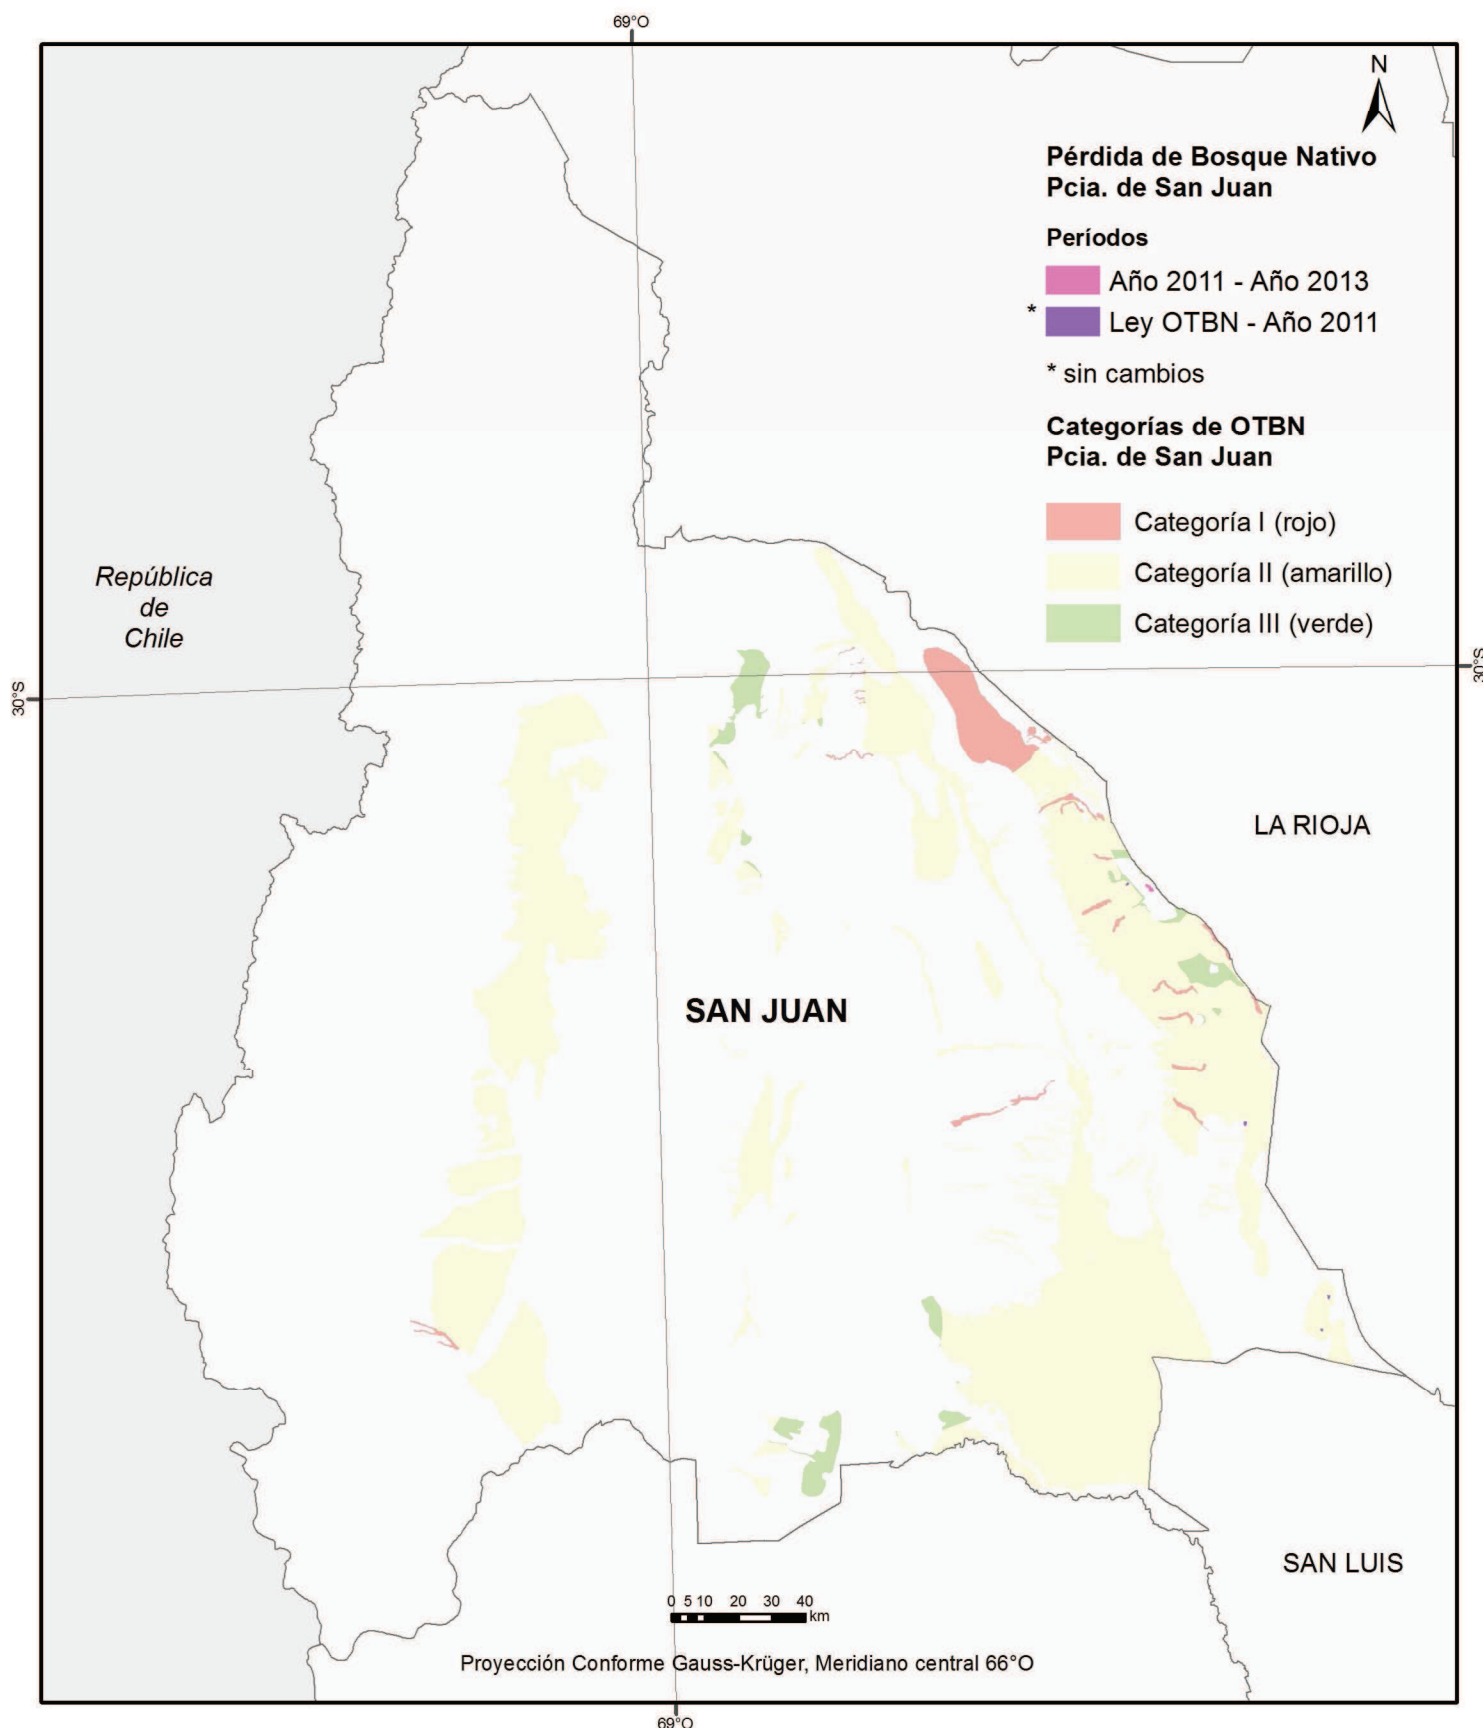 69°O
N
Pérdida de Bosque Nativo
Pcia. de San Juan
Períodos
Año 2011 - Año 2013
* Ley OTBN - Año 2011
* sin cambios
Categorías de OTBN
Pcia. de San Juan
Categoría I (rojo)
Categoría II (amarillo)
Categoría III (verde)
República
de
Chile
30°S
30°S
LA RIOJA
SAN JUAN
SAN LUIS
0 5 10 20 30 40
km
Proyección Conforme Gauss-Krüger, Meridiano central 66°O
69°O